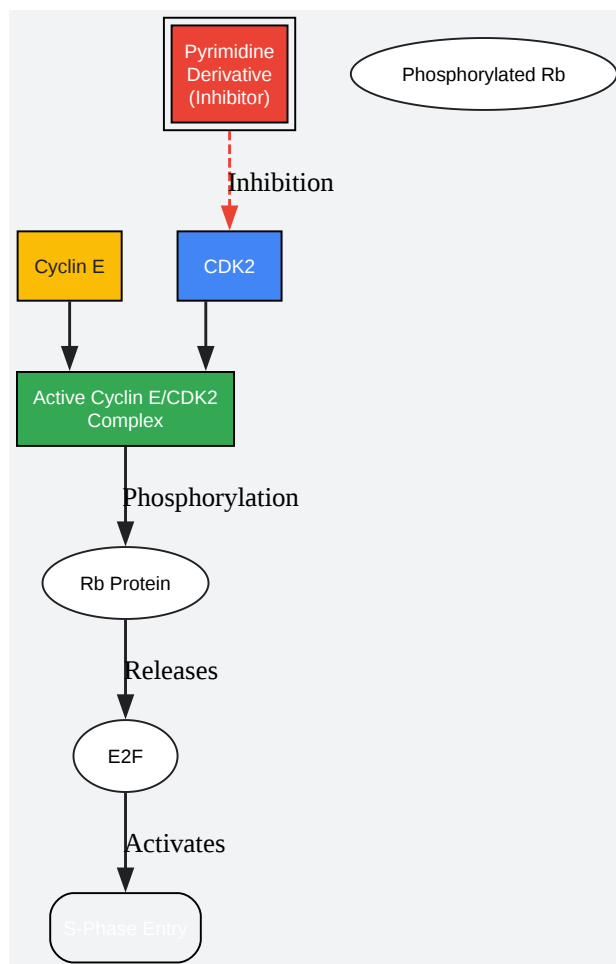 Pyrimidine
Derivative
(Inhibitor)
Phosphorylated Rb
Inhibition
Cyclin E
CDK2
Active Cyclin E/CDK2
Complex
Phosphorylation
Rb Protein
Releases
E2F
Activates
S-Phase Entry